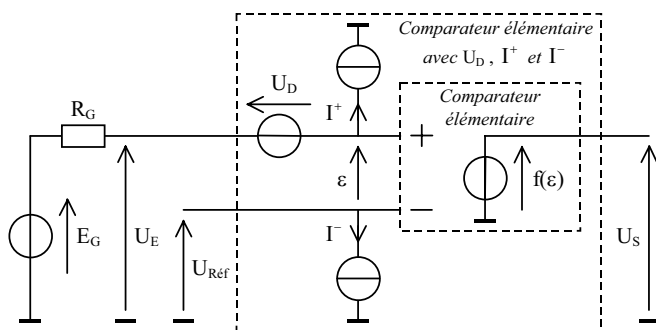 Comparateur élémentaire
avec U_D , I⁺ et I⁻
U_D
Comparateur
élémentaire
R_G
I⁺
+
ε
f(ε)
−
E_G
U_E
U_Réf
I⁻
U_S